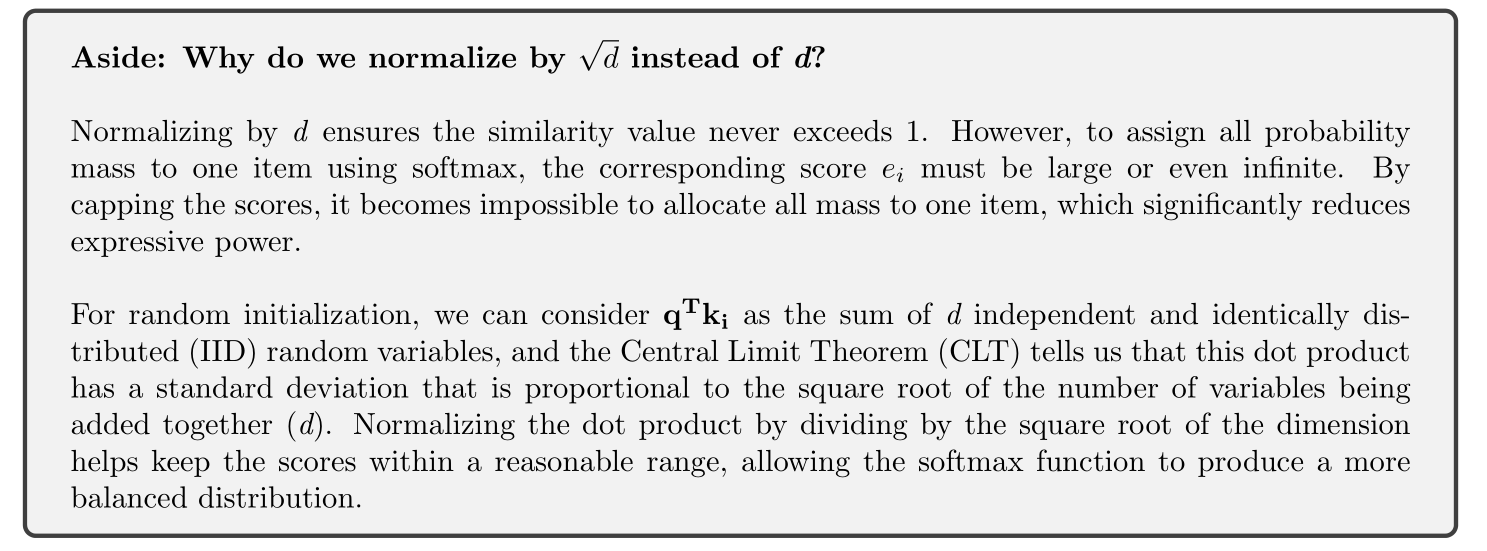 Aside: Why do we normalize by √d instead of d?
Normalizing by d ensures the similarity value never exceeds 1. However, to assign all probability
mass to one item using softmax, the corresponding score eᵢ must be large or even infinite. By
capping the scores, it becomes impossible to allocate all mass to one item, which significantly reduces
expressive power.
For random initialization, we can consider qᵀkᵢ as the sum of d independent and identically dis-
tributed (IID) random variables, and the Central Limit Theorem (CLT) tells us that this dot product
has a standard deviation that is proportional to the square root of the number of variables being
added together (d). Normalizing the dot product by dividing by the square root of the dimension
helps keep the scores within a reasonable range, allowing the softmax function to produce a more
balanced distribution.